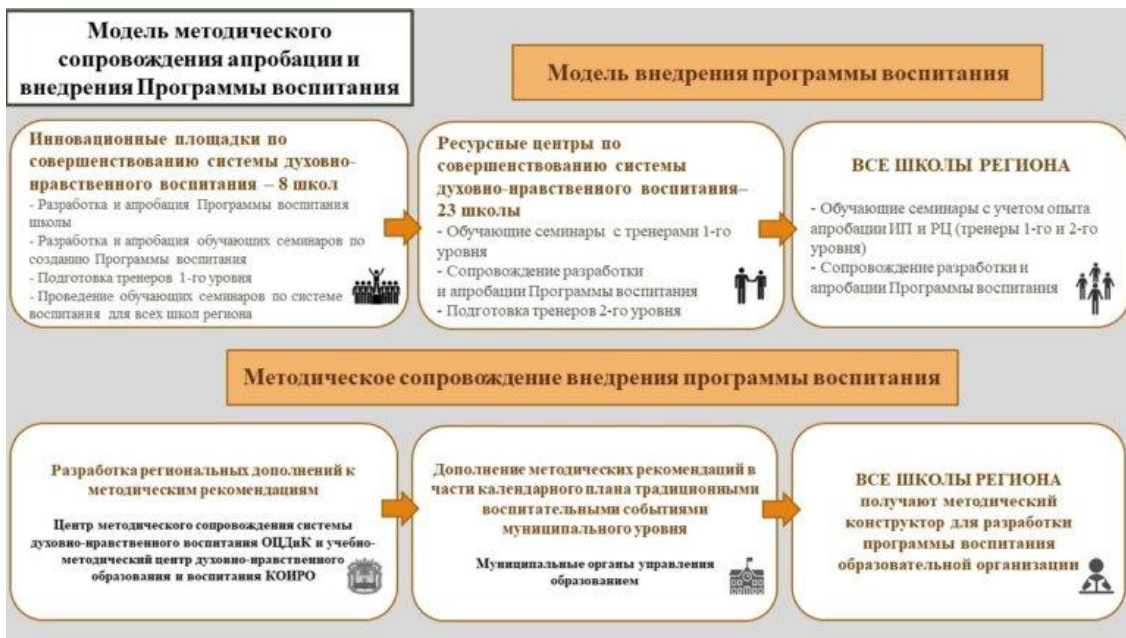 Модель методического
сопровождения апробации и
внедрения Программы воспитания
Модель внедрения программы воспитания
Инновационные площадки по
совершенствованию системы духовно-
нравственного воспитания – 8 школ
- Разработка и апробация Программы воспитания
школы
- Разработка и апробация обучающих семинаров по
созданию Программы воспитания
- Подготовка тренеров 1-го уровня
- Проведение обучающих семинаров по системе
воспитания для всех школ региона
Ресурсные центры по
совершенствованию системы
духовно-нравственного воспитания–
23 школы
- Обучающие семинары с тренерами 1-го
уровня
- Сопровождение разработки
и апробации Программы воспитания
- Подготовка тренеров 2-го уровня
ВСЕ ШКОЛЫ РЕГИОНА
- Обучающие семинары с учетом опыта
апробации ИП и РЦ (тренеры 1-го и 2-го
уровня)
- Сопровождение разработки и
апробации Программы воспитания
Методическое сопровождение внедрения программы воспитания
Разработка региональных дополнений к
методическим рекомендациям
Центр методического сопровождения системы
духовно-нравственного воспитания ОЦДиК и учебно-
методический центр духовно-нравственного
образования и воспитания КОИРО
Дополнение методических рекомендаций в
части календарного плана традиционными
воспитательными событиями
муниципального уровня
Муниципальные органы управления
образованием
ВСЕ ШКОЛЫ РЕГИОНА
получают методический
конструктор для разработки
программы воспитания
образовательной организации